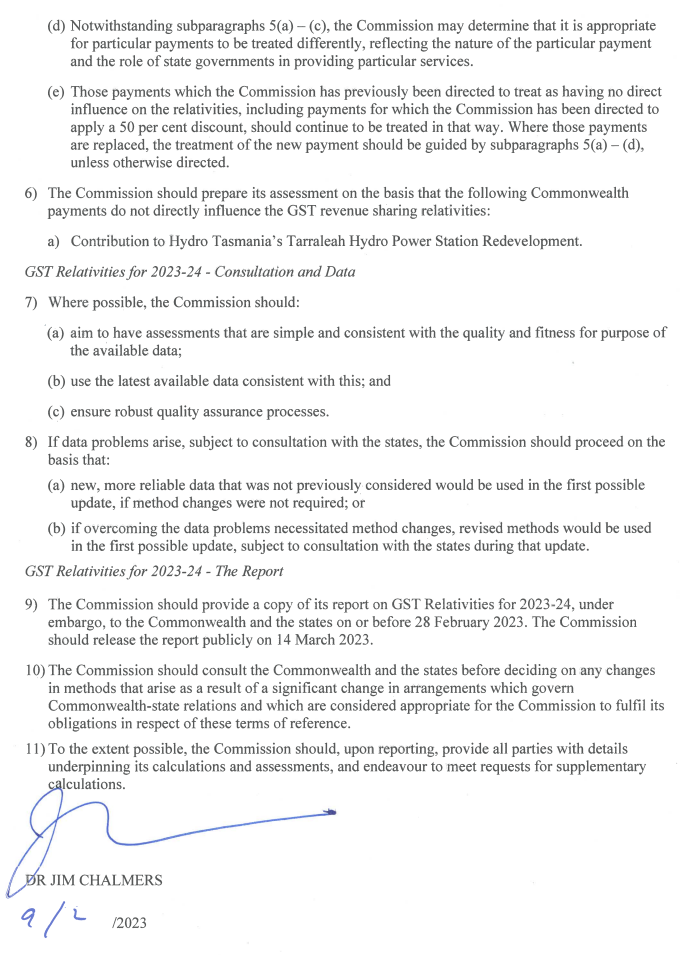 (d) Notwithstanding subparagraphs 5(a) – (c), the Commission may determine that it is appropriate
for particular payments to be treated differently, reflecting the nature of the particular payment
and the role of state governments in providing particular services.
(e) Those payments which the Commission has previously been directed to treat as having no direct
influence on the relativities, including payments for which the Commission has been directed to
apply a 50 per cent discount, should continue to be treated in that way. Where those payments
are replaced, the treatment of the new payment should be guided by subparagraphs 5(a) – (d),
unless otherwise directed.
6) The Commission should prepare its assessment on the basis that the following Commonwealth
payments do not directly influence the GST revenue sharing relativities:
a) Contribution to Hydro Tasmania's Tarraleah Hydro Power Station Redevelopment.
GST Relativities for 2023-24 - Consultation and Data
7) Where possible, the Commission should:
(a) aim to have assessments that are simple and consistent with the quality and fitness for purpose of
the available data;
(b) use the latest available data consistent with this; and
(c) ensure robust quality assurance processes.
8) If data problems arise, subject to consultation with the states, the Commission should proceed on the
basis that:
(a) new, more reliable data that was not previously considered would be used in the first possible
update, if method changes were not required; or
(b) if overcoming the data problems necessitated method changes, revised methods would be used
in the first possible update, subject to consultation with the states during that update.
GST Relativities for 2023-24 - The Report
9) The Commission should provide a copy of its report on GST Relativities for 2023-24, under
embargo, to the Commonwealth and the states on or before 28 February 2023. The Commission
should release the report publicly on 14 March 2023.
10) The Commission should consult the Commonwealth and the states before deciding on any changes
in methods that arise as a result of a significant change in arrangements which govern
Commonwealth-state relations and which are considered appropriate for the Commission to fulfil its
obligations in respect of these terms of reference.
11) To the extent possible, the Commission should, upon reporting, provide all parties with details
underpinning its calculations and assessments, and endeavour to meet requests for supplementary
calculations.
DR JIM CHALMERS
9/2 /2023